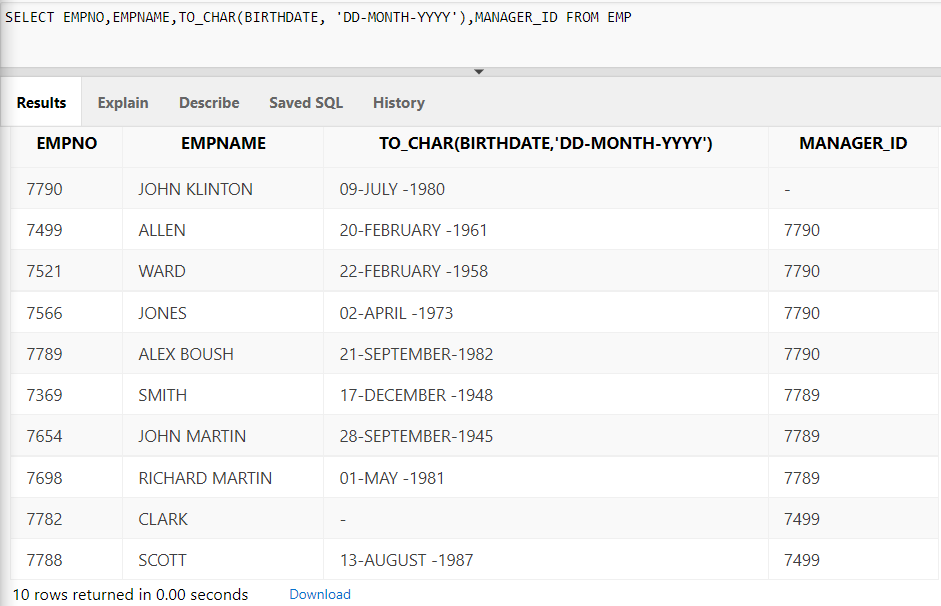 SELECT EMPNO,EMPNAME,TO_CHAR(BIRTHDATE, 'DD-MONTH-YYYY'),MANAGER_ID FROM EMP
Results Explain Describe Saved SQL History
EMPNO EMPNAME TO_CHAR(BIRTHDATE,'DD-MONTH-YYYY') MANAGER_ID
7790 JOHN KLINTON 09-JULY -1980 -
7499 ALLEN 20-FEBRUARY -1961 7790
7521 WARD 22-FEBRUARY -1958 7790
7566 JONES 02-APRIL -1973 7790
7789 ALEX BOUSH 21-SEPTEMBER-1982 7790
7369 SMITH 17-DECEMBER -1948 7789
7654 JOHN MARTIN 28-SEPTEMBER-1945 7789
7698 RICHARD MARTIN 01-MAY -1981 7789
7782 CLARK - 7499
7788 SCOTT 13-AUGUST -1987 7499
10 rows returned in 0.00 seconds Download